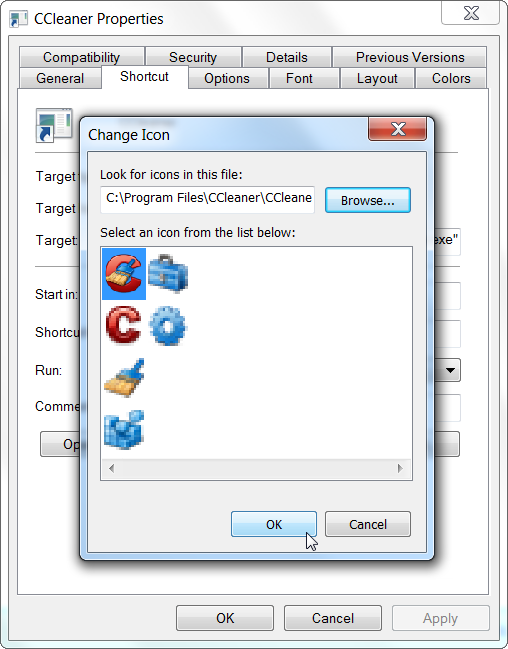 CCleaner Properties
Compatibility Security Details Previous Versions
General Shortcut Options Font Layout Colors
Change Icon
Look for icons in this file:
C:\Program Files\CCleaner\CCleane
Browse...
Select an icon from the list below:
Target
Target
Target: exe"
Start in:
Shortcu
Run:
Comme
Op
OK Cancel
OK Cancel Apply